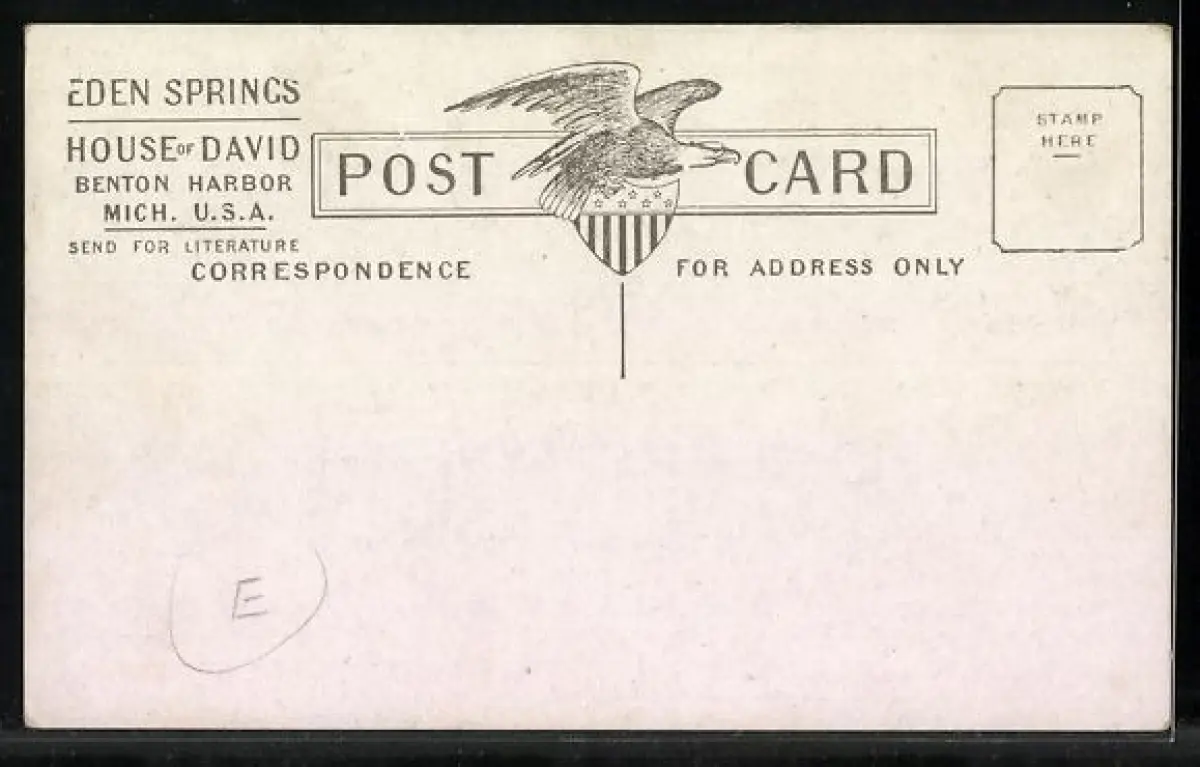 EDEN SPRINGS
HOUSE OF DAVID
BENTON HARBOR
MICH. U.S.A.
SEND FOR LITERATURE
POST CARD
STAMP
HERE
CORRESPONDENCE
FOR ADDRESS ONLY
E